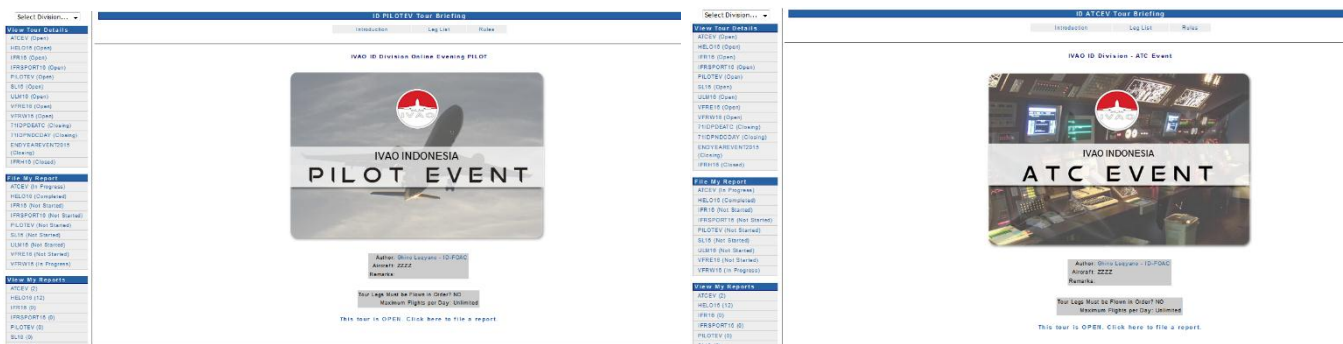 Select Division...
View Tour Details
ATCEV (Open)
HELO16 (Open)
IFR16 (Open)
IFRSPORT16 (Open)
PILOTEV (Open)
SL16 (Open)
ULM16 (Open)
VFRE16 (Open)
VFRW16 (Open)
71IDPDEATC (Closing)
71IDPNDCDAY (Closing)
ENDYEAREVENT2015
(Closing)
IFRH16 (Closed)
File My Report
ATCEV (In Progress)
HELO16 (Completed)
IFR16 (Not Started)
IFRSPORT16 (Not Started)
PILOTEV (Not Started)
SL16 (Not Started)
ULM16 (Not Started)
VFRE16 (Not Started)
VFRW16 (In Progress)
View My Reports
ATCEV (2)
HELO16 (12)
IFR16 (0)
IFRSPORT16 (0)
PILOTEV (0)
SL16 (0)
ID PILOTEV Tour Briefing
Introduction Leg List Rules
IVAO ID Division Online Evening PILOT
IVAO
IVAO INDONESIA
PILOT EVENT
Author: - ID-FOAC
Aircraft: ZZZZ
Remarks:
Tour Legs Must be Flown in Order? NO
Maximum Flights per Day: Unlimited
This tour is OPEN. Click here to file a report.
Select Division...
View Tour Details
ATCEV (Open)
HELO16 (Open)
IFR16 (Open)
IFRSPORT16 (Open)
PILOTEV (Open)
SL16 (Open)
ULM16 (Open)
VFRE16 (Open)
VFRW16 (Open)
71IDPDEATC (Closing)
71IDPNDCDAY (Closing)
ENDYEAREVENT2015
(Closing)
IFRH16 (Closed)
File My Report
ATCEV (In Progress)
HELO16 (Completed)
IFR16 (Not Started)
IFRSPORT16 (Not Started)
PILOTEV (Not Started)
SL16 (Not Started)
ULM16 (Not Started)
VFRE16 (Not Started)
VFRW16 (In Progress)
View My Reports
ATCEV (2)
HELO16 (12)
IFR16 (0)
IFRSPORT16 (0)
PILOTEV (0)
ID ATCEV Tour Briefing
Introduction Leg List Rules
IVAO ID Division - ATC Event
IVAO
IVAO INDONESIA
ATC EVENT
Author: - ID-FOAC
Aircraft: ZZZZ
Remarks:
Tour Legs Must be Flown in Order? NO
Maximum Flights per Day: Unlimited
This tour is OPEN. Click here to file a report.